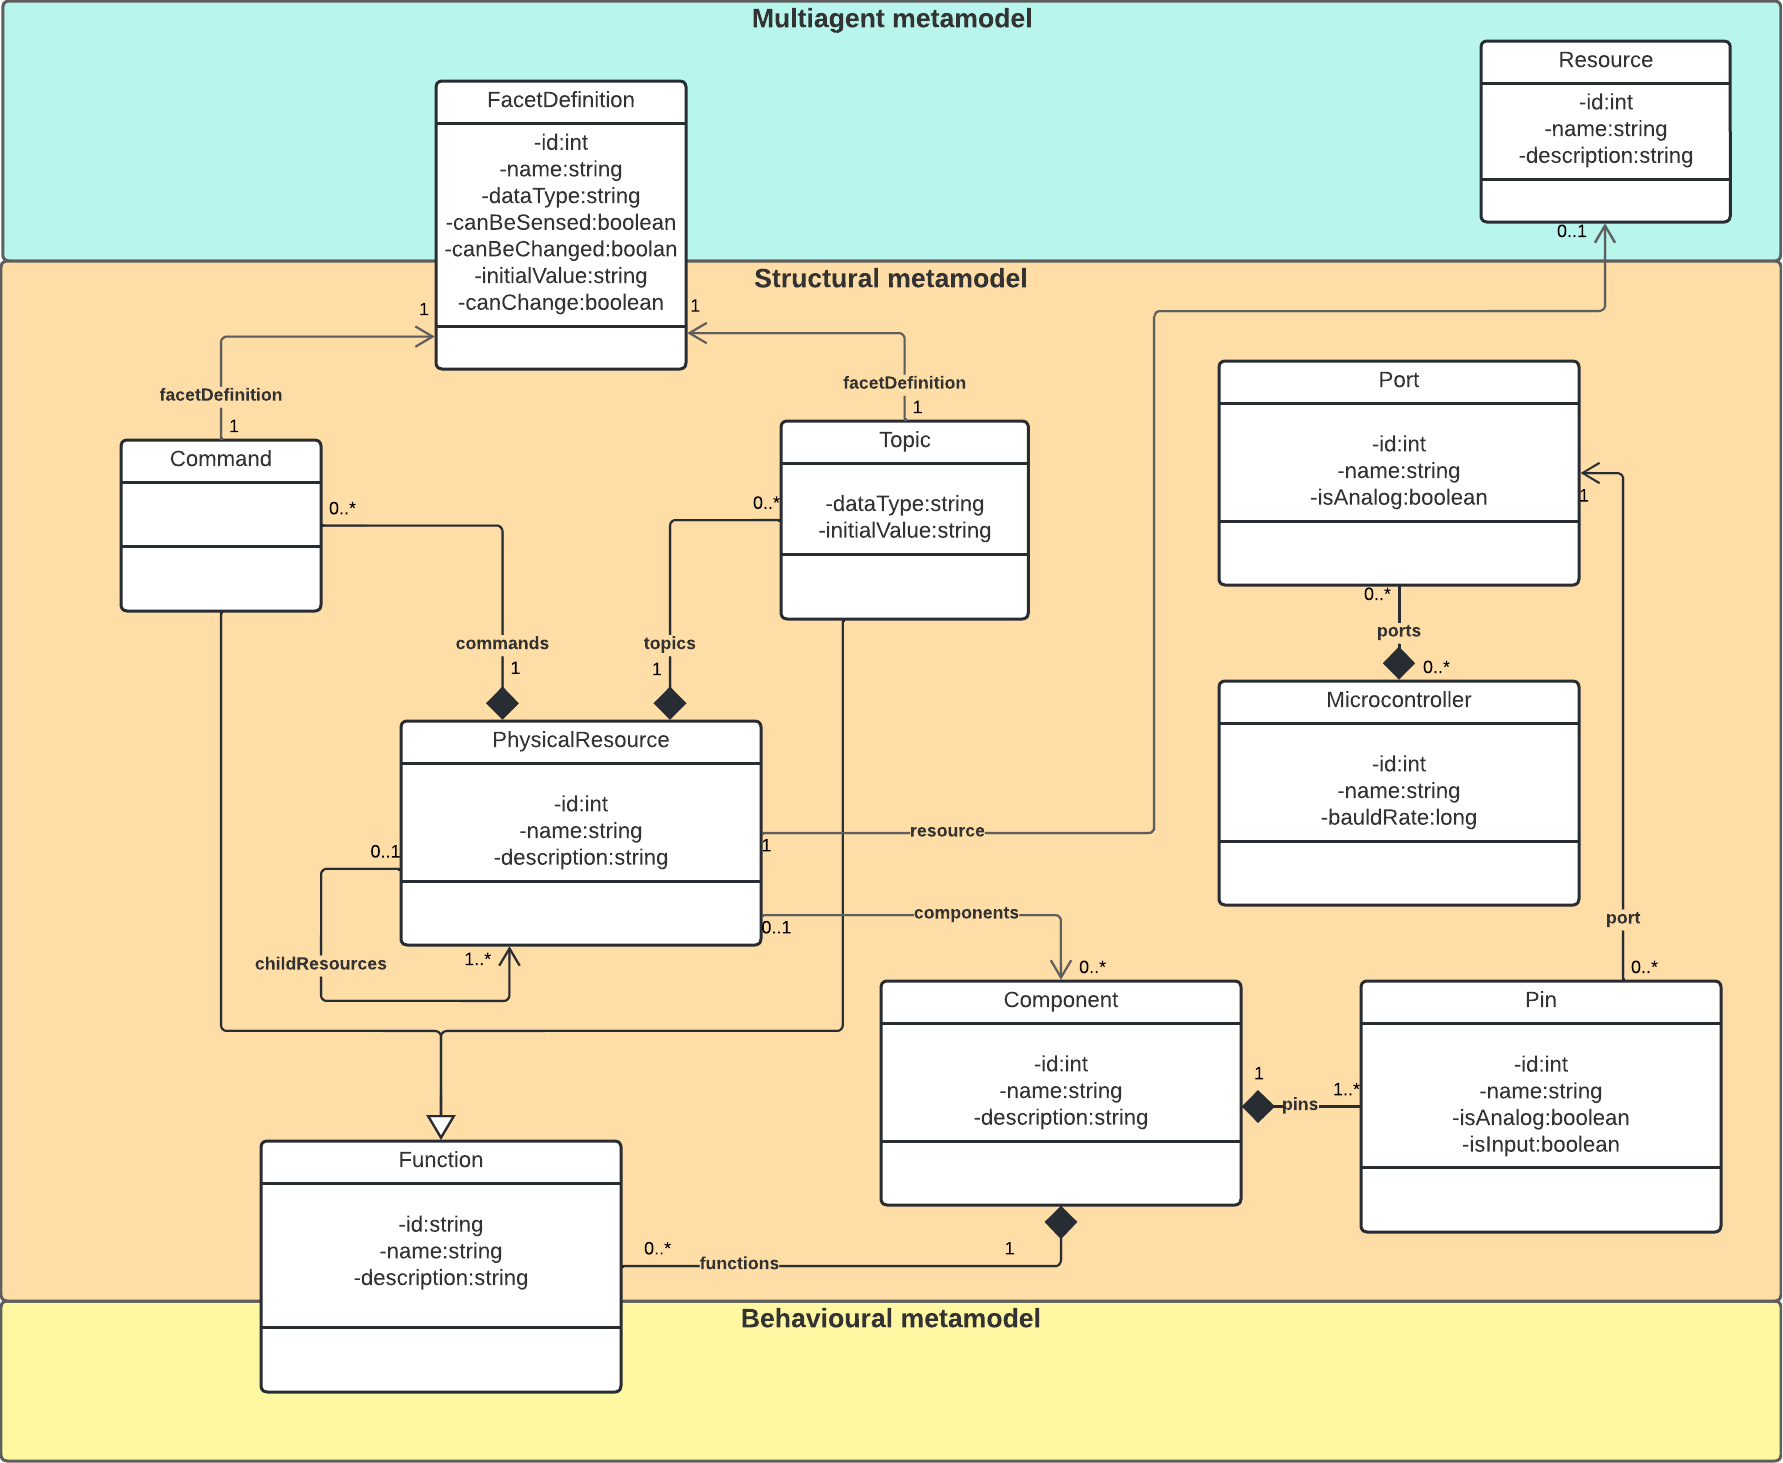 Multiagent metamodel
Resource
-id:int
-name:string
-description:string
0..1
FacetDefinition
-id:int
-name:string
-dataType:string
-canBeSensed:boolean
-canBeChanged:boolan
-initialValue:string
-canChange:boolean
Structural metamodel
1
1
facetDefinition
1
facetDefinition
1
Command
0..*
Topic
-dataType:string
-initialValue:string
0..*
Port
-id:int
-name:string
-isAnalog:boolean
1
0..*
ports
0..*
commands
1
topics
1
Microcontroller
-id:int
-name:string
-bauldRate:long
PhysicalResource
-id:int
-name:string
-description:string
0..1
resource
1
components
0..1
childResources
1..*
0..*
port
0..*
Component
-id:int
-name:string
-description:string
1
pins
1..*
Pin
-id:int
-name:string
-isAnalog:boolean
-isInput:boolean
Function
-id:string
-name:string
-description:string
0..*
functions
1
Behavioural metamodel